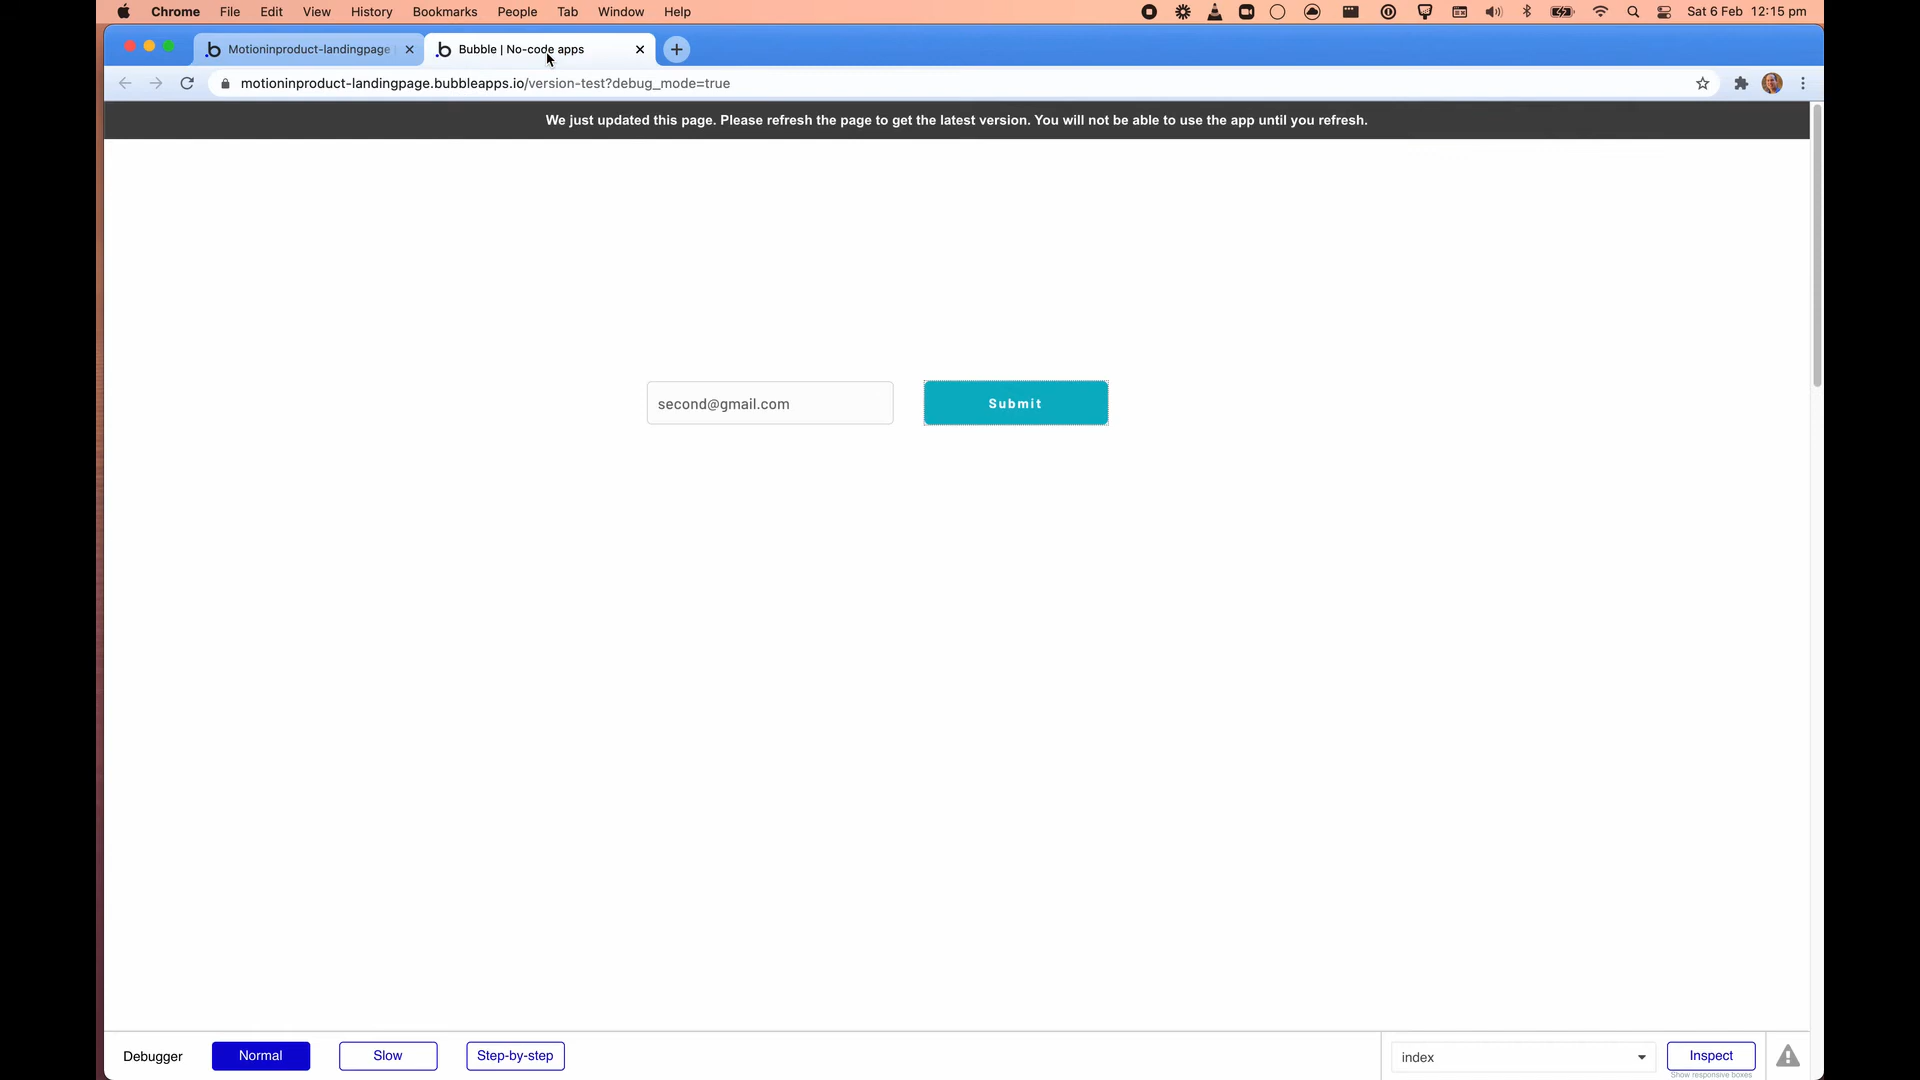 Chrome File Edit View History Bookmarks People Tab Window Help Sat 6 Feb 12:15 pm
Motioninproduct-landingpage Bubble | No-code apps
motioninproduct-landingpage.bubbleapps.io/version-test?debug_mode=true
We just updated this page. Please refresh the page to get the latest version. You will not be able to use the app until you refresh.
second@gmail.com Submit
Debugger Normal Slow Step-by-step index Inspect
Show responsive boxes